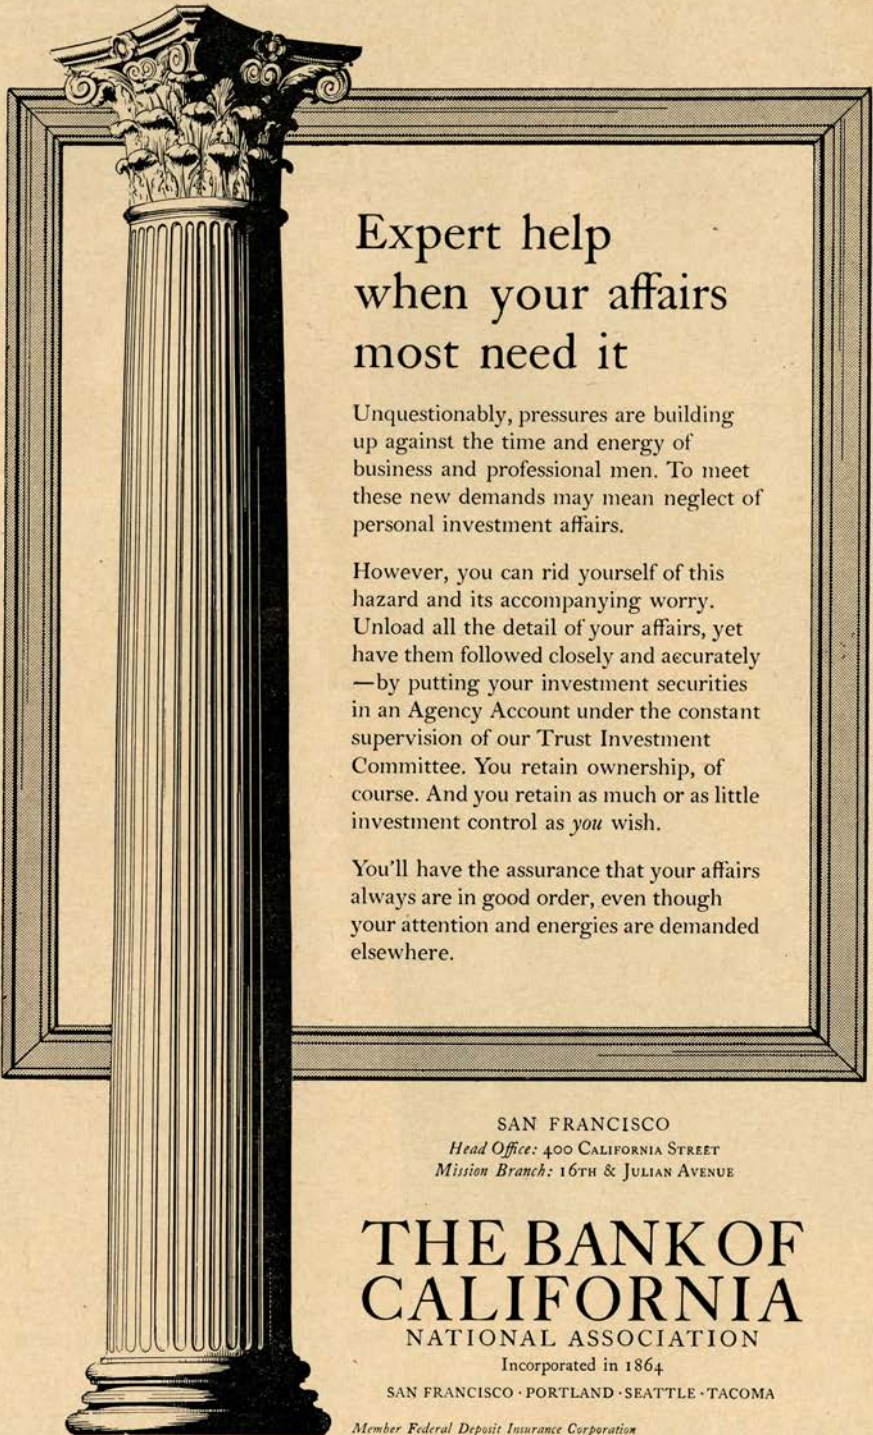 Expert help
when your affairs
most need it
Unquestionably, pressures are building
up against the time and energy of
business and professional men. To meet
these new demands may mean neglect of
personal investment affairs.
However, you can rid yourself of this
hazard and its accompanying worry.
Unload all the detail of your affairs, yet
have them followed closely and accurately
—by putting your investment securities
in an Agency Account under the constant
supervision of our Trust Investment
Committee. You retain ownership, of
course. And you retain as much or as little
investment control as you wish.
You'll have the assurance that your affairs
always are in good order, even though
your attention and energies are demanded
elsewhere.
SAN FRANCISCO
Head Office: 400 CALIFORNIA STREET
Mission Branch: 16TH & JULIAN AVENUE
THE BANK OF
CALIFORNIA
NATIONAL ASSOCIATION
Incorporated in 1864
SAN FRANCISCO · PORTLAND · SEATTLE · TACOMA
Member Federal Deposit Insurance Corporation